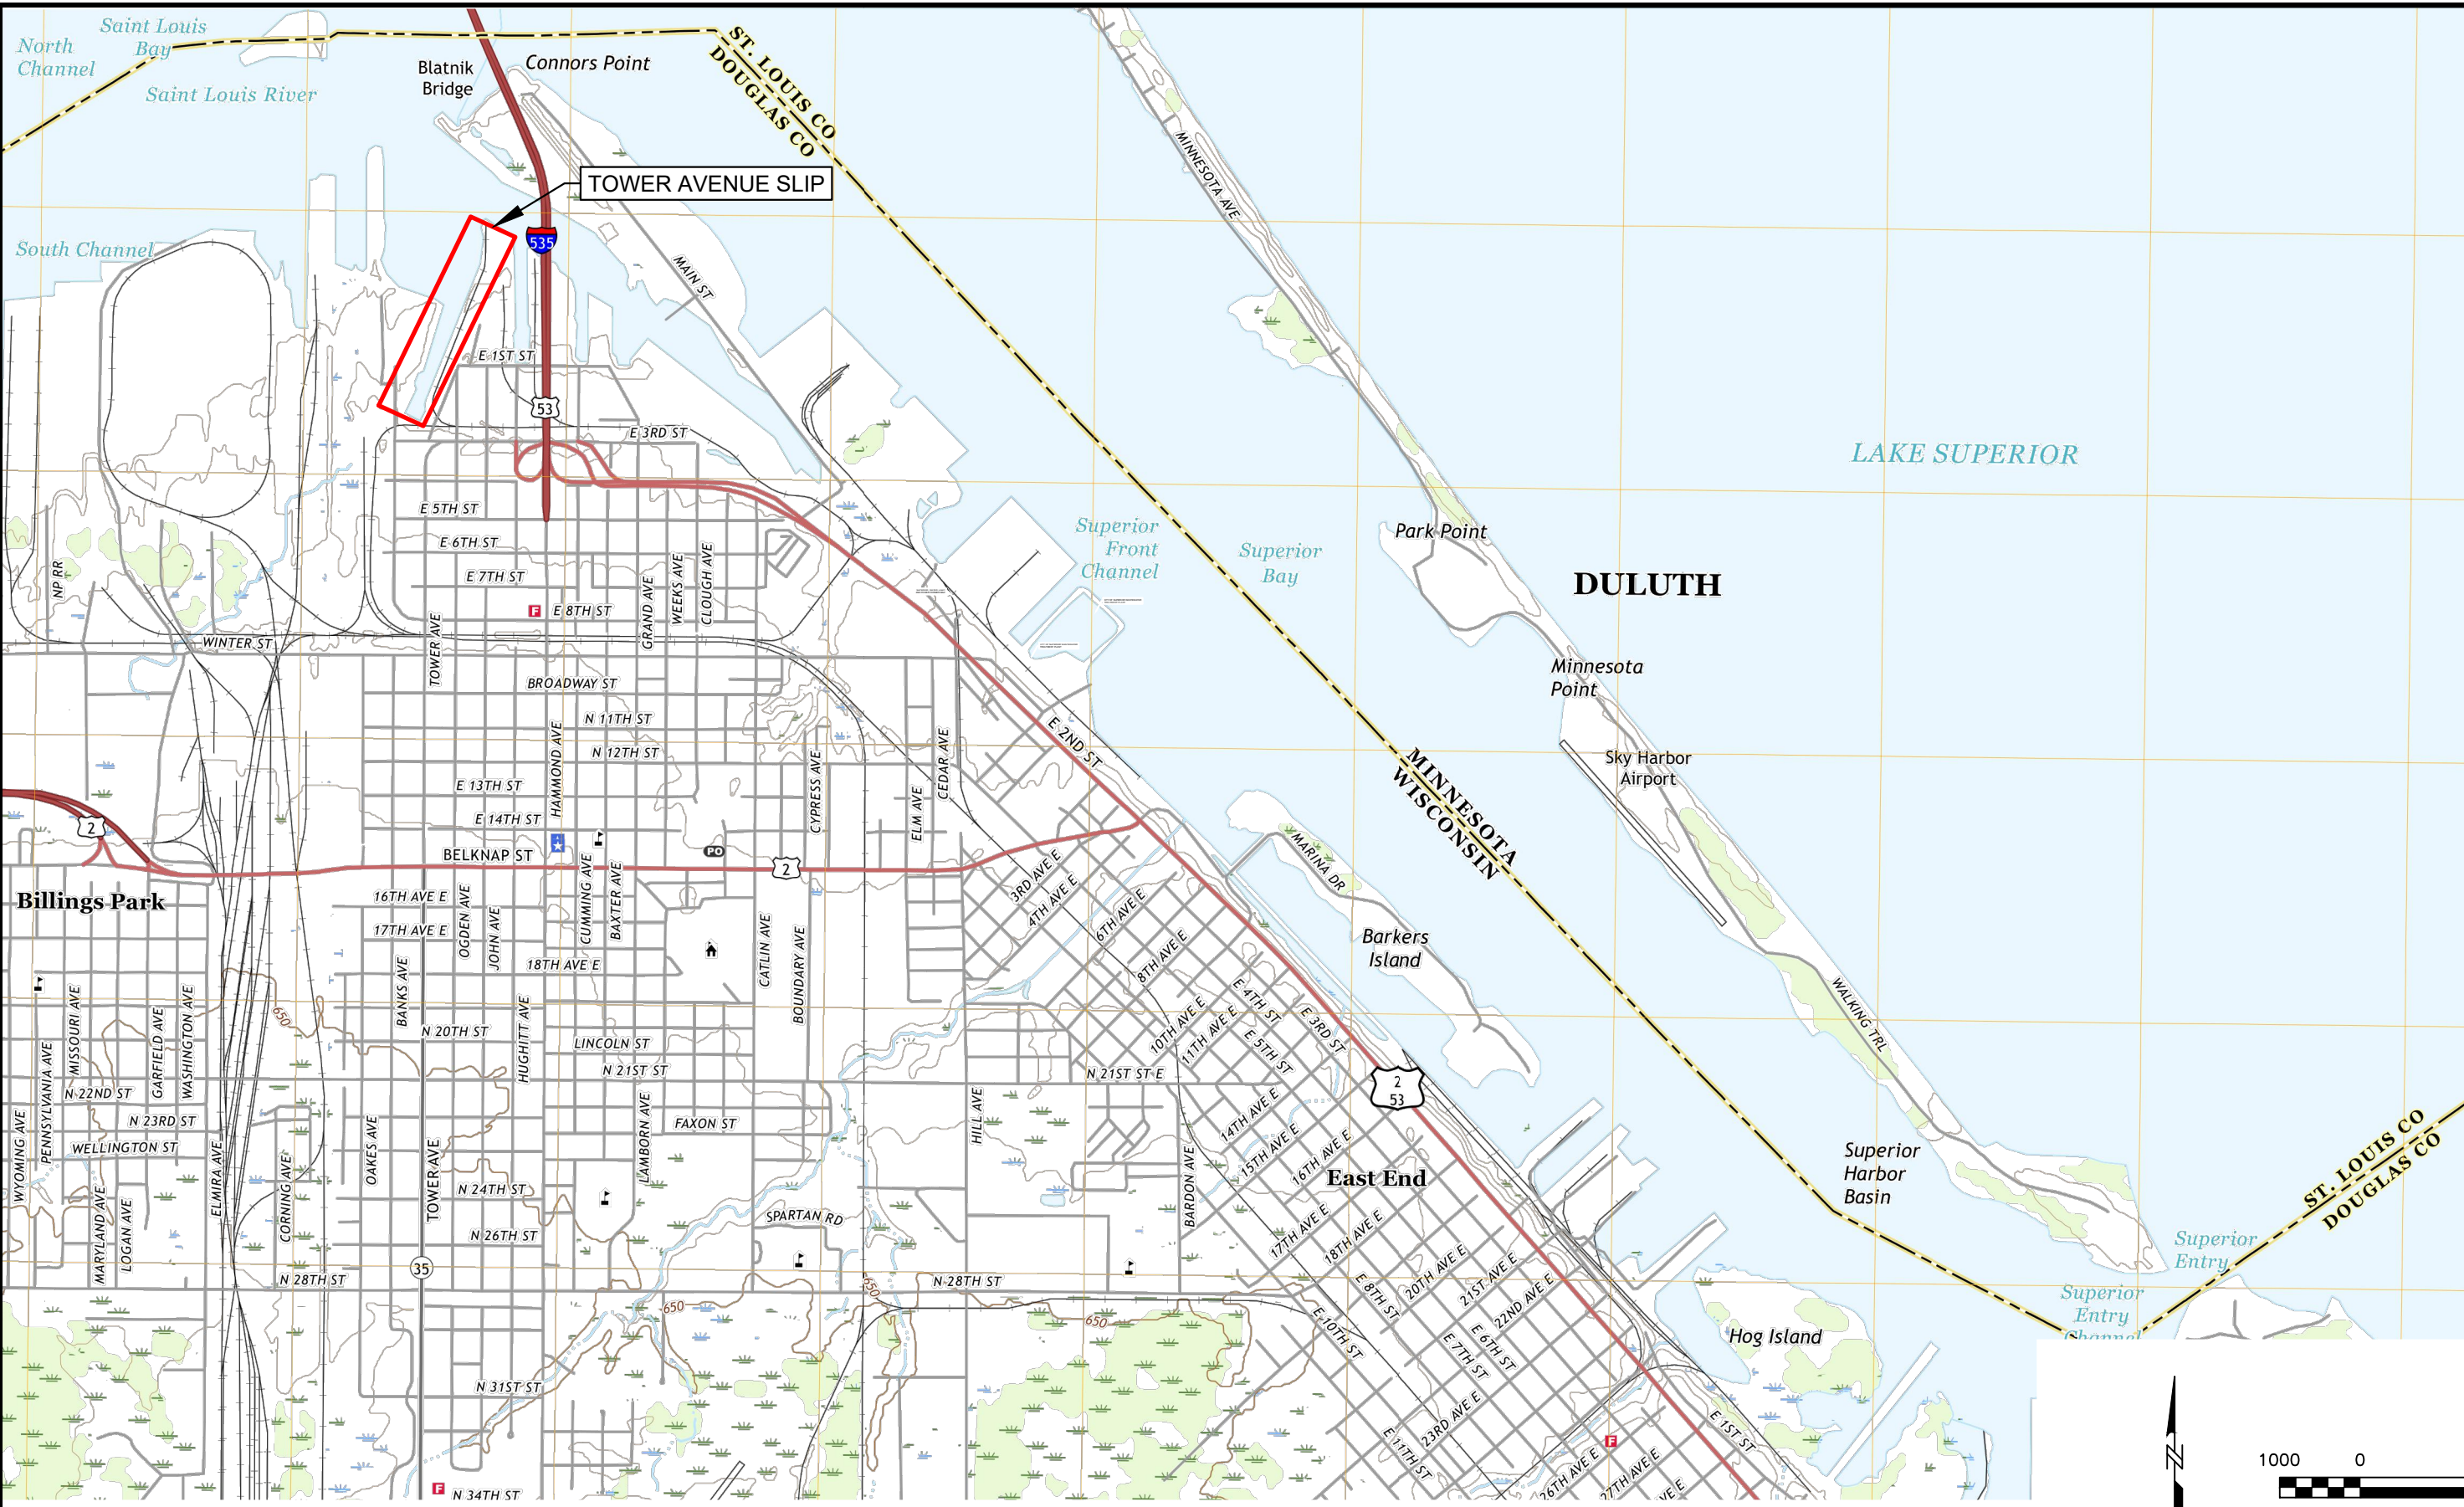 Saint Louis
Bay
North
Channel
Saint Louis River
Blatnik
Bridge
Connors Point
ST. LOUIS CO
DOUGLAS CO
TOWER AVENUE SLIP
MINNESOTA AVE
South Channel
535
MAIN ST
E 1ST ST
53
E 3RD ST
LAKE SUPERIOR
E 5TH ST
E 6TH ST
E 7TH ST
F
E 8TH ST
NP RR
GRAND AVE
WEEKS AVE
CLOUGH AVE
Superior
Front
Channel
Superior
Bay
Park Point
DULUTH
WINTER ST
TOWER AVE
BROADWAY ST
Minnesota
Point
N 11TH ST
N 12TH ST
E 2ND ST
HAMMOND AVE
CYPRESS AVE
ELM AVE
CEDAR AVE
MINNESOTA
WISCONSIN
Sky Harbor
Airport
E 13TH ST
E 14TH ST
2
BELKNAP ST
PO
2
MARINA DR
Billings Park
16TH AVE E
17TH AVE E
18TH AVE E
OGDEN AVE
JOHN AVE
CUMMING AVE
BAXTER AVE
CATLIN AVE
BOUNDARY AVE
3RD AVE E
4TH AVE E
6TH AVE E
8TH AVE E
Barkers
Island
WALKING TRL
650
BANKS AVE
HUGHITT AVE
N 20TH ST
LINCOLN ST
N 21ST ST
N 21ST ST E
10TH AVE E
11TH AVE E
E 4TH ST
E 5TH ST
E 3RD ST
2
53
MISSOURI AVE
GARFIELD AVE
WASHINGTON AVE
PENNSYLVANIA AVE
WYOMING AVE
N 22ND ST
N 23RD ST
WELLINGTON ST
MARYLAND AVE
LOGAN AVE
ELMIRA AVE
CORNING AVE
OAKES AVE
TOWER AVE
LAMBORN AVE
FAXON ST
HILL AVE
BARDON AVE
14TH AVE E
15TH AVE E
16TH AVE E
East End
17TH AVE E
18TH AVE E
20TH AVE E
21ST AVE E
22ND AVE E
Superior
Harbor
Basin
ST. LOUIS CO
DOUGLAS CO
N 24TH ST
N 26TH ST
SPARTAN RD
35
N 28TH ST
N 28TH ST
650
650
650
E 8TH ST
E 10TH ST
E 7TH ST
E 6TH ST
Superior
Entry
Superior
Entry
Channel
Hog Island
N 31ST ST
23RD AVE E
E 11TH ST
E 1ST ST
F
26TH AVE E
27TH AVE E
VE E
F
N 34TH ST
N
1000
0